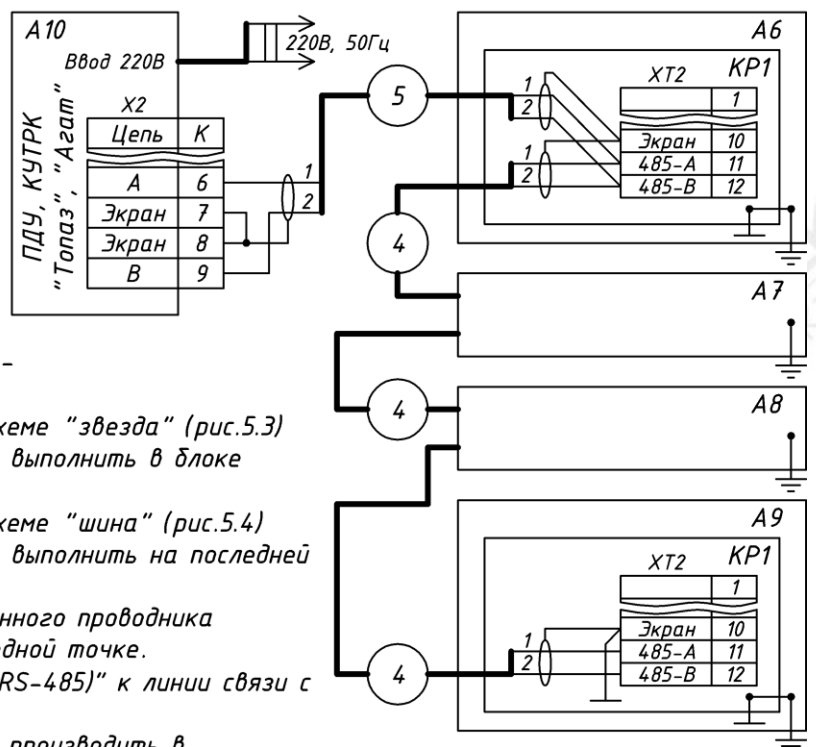 А10
Ввод 220В
220В, 50Гц
ПДУ, КУТРК
"Топаз", "Агат"
Х2
Цепь К
А 6
Экран 7
Экран 8
В 9
1
2
5
А6
КР1
ХТ2
1
1
2
Экран 10
485-А 11
485-В 12
1
2
4
А7
4
А8
А9
КР1
ХТ2
1
Экран 10
485-А 11
485-В 12
1
2
4
-
хеме "звезда" (рис.5.3)
выполнить в блоке
хеме "шина" (рис.5.4)
выполнить на последней
нного проводника
едной точке.
(RS-485)" к линии связи с
производить в